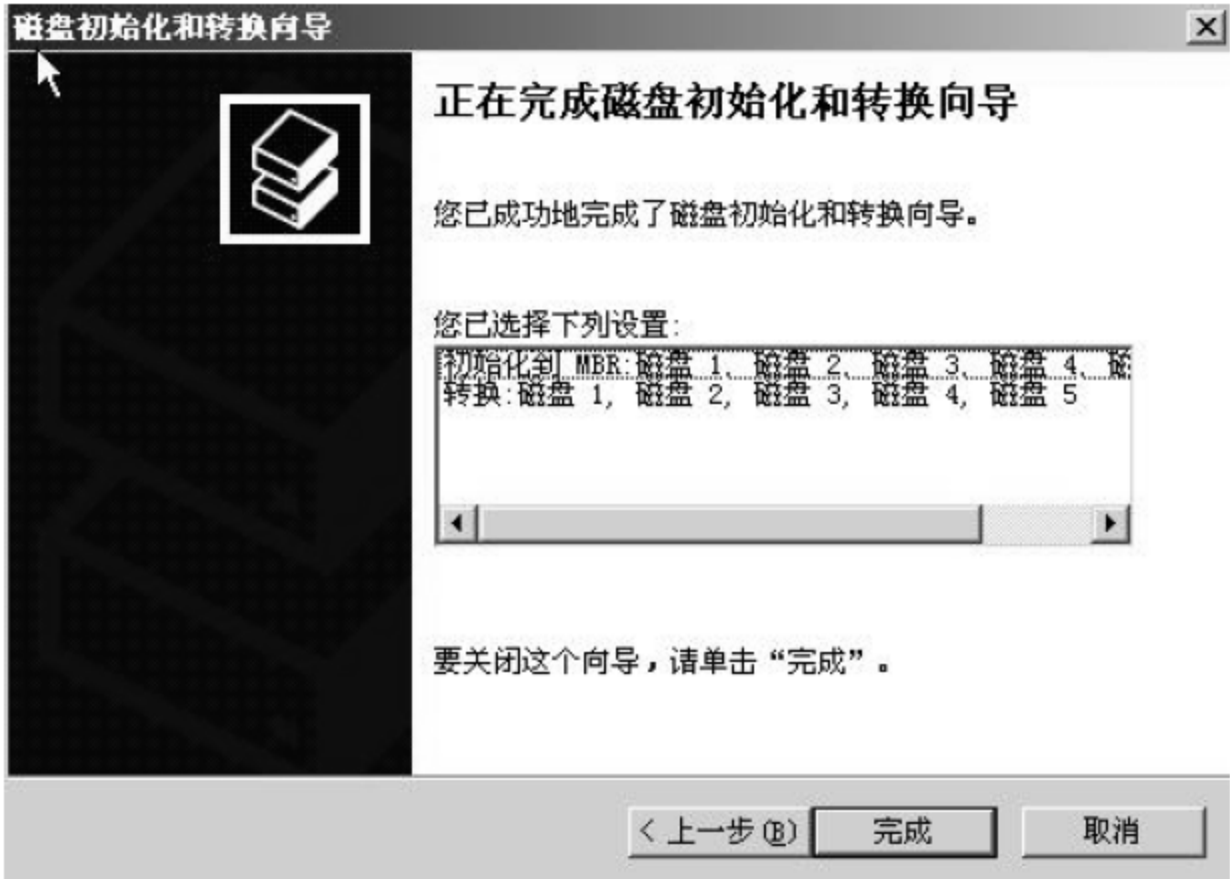 磁盘初始化和转换向导
正在完成磁盘初始化和转换向导
您已成功地完成了磁盘初始化和转换向导。
您已选择下列设置:
初始化到 MBR:磁盘 1、磁盘 2、磁盘 3、磁盘 4、
转换:磁盘 1, 磁盘 2, 磁盘 3, 磁盘 4, 磁盘 5
要关闭这个向导，请单击“完成”。
< 上一步(B) 完成 取消